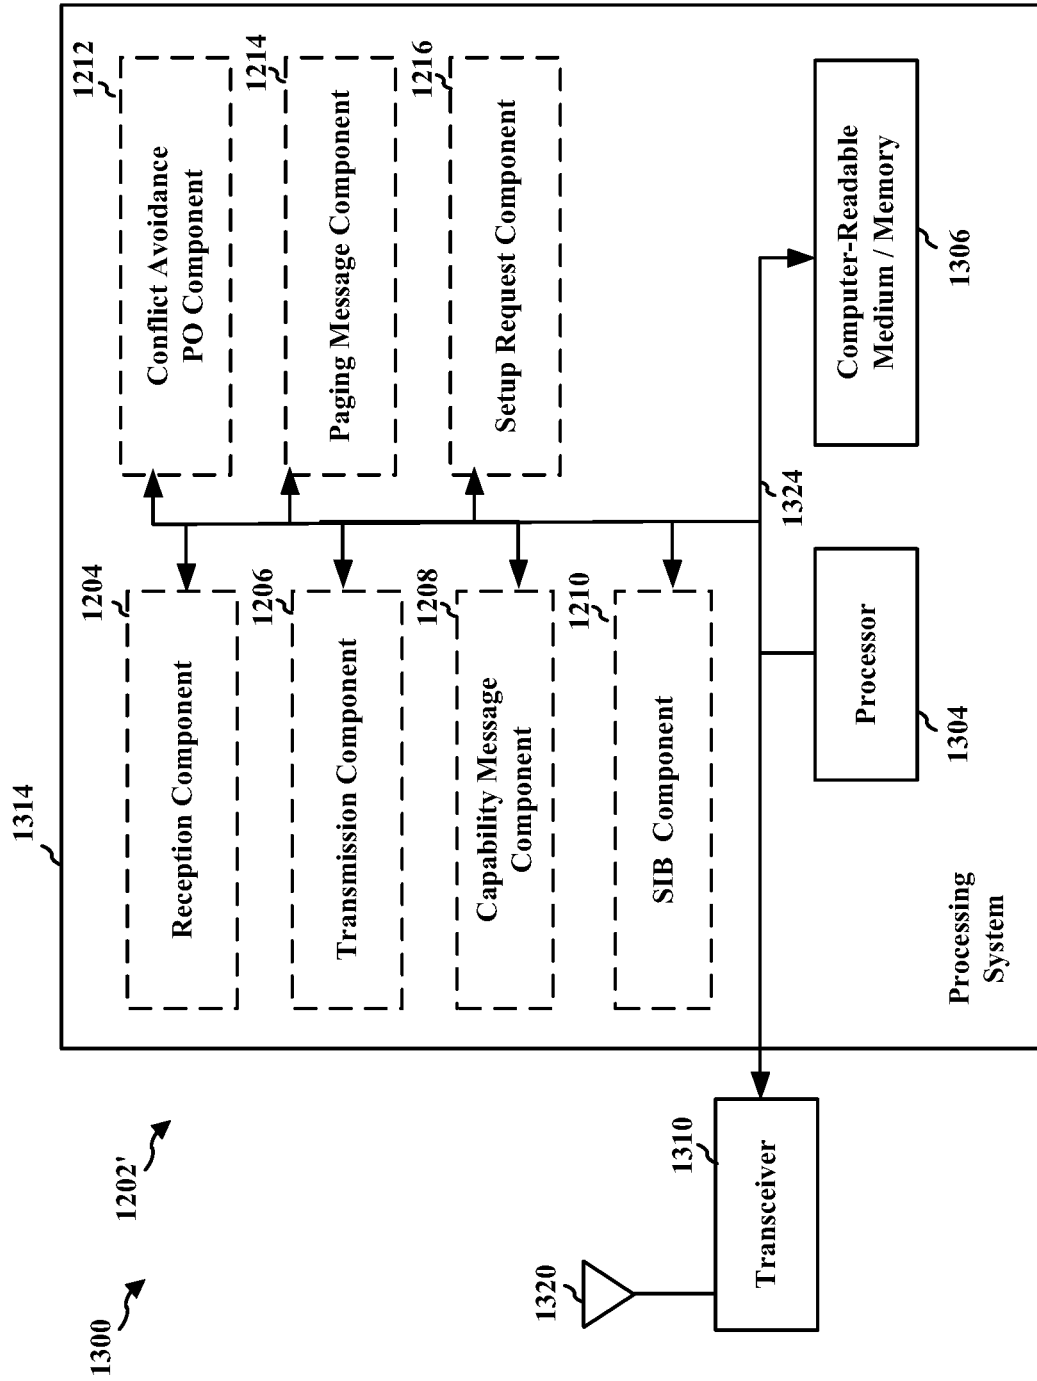 1300
1202'
1314
1204
Reception Component
1206
Transmission Component
1208
Capability Message
Component
1210
SIB Component
1212
Conflict Avoidance
PO Component
1214
Paging Message Component
1216
Setup Request Component
1320
1310
Transceiver
Processing
System
Processor
1304
1324
Computer-Readable
Medium / Memory
1306